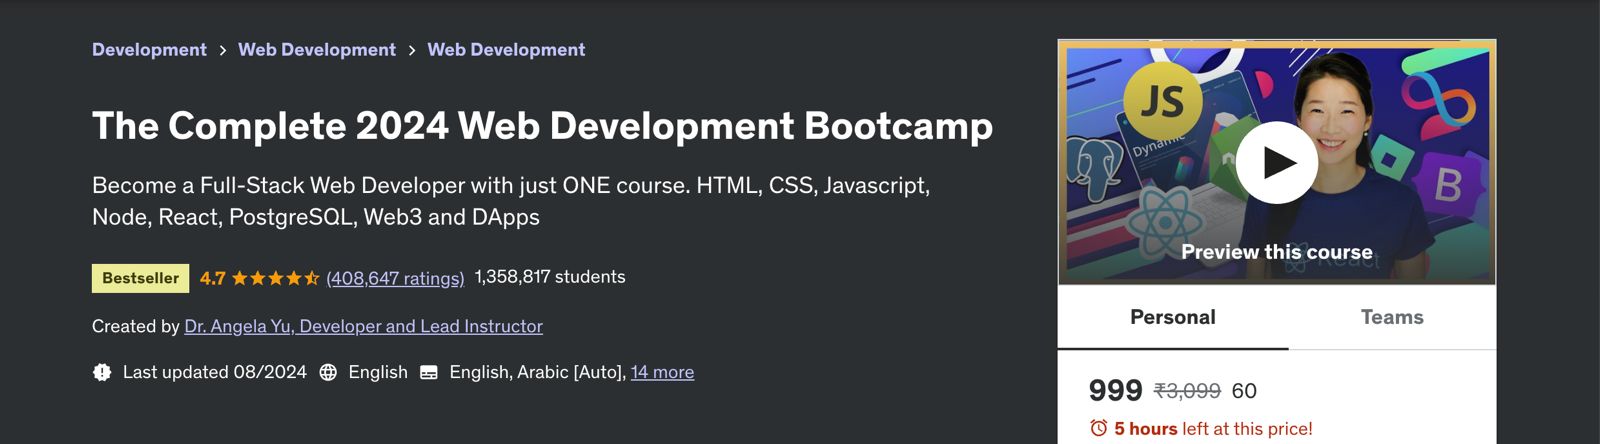 Development > Web Development > Web Development
The Complete 2024 Web Development Bootcamp
Become a Full-Stack Web Developer with just ONE course. HTML, CSS, Javascript,
Node, React, PostgreSQL, Web3 and DApps
Bestseller 4.7 (408,647 ratings) 1,358,817 students
Created by Dr. Angela Yu, Developer and Lead Instructor
Last updated 08/2024 English English, Arabic [Auto], 14 more
JS
Dynamic
B
Preview this course
React
Personal Teams
999 ₹3,099 60
5 hours left at this price!